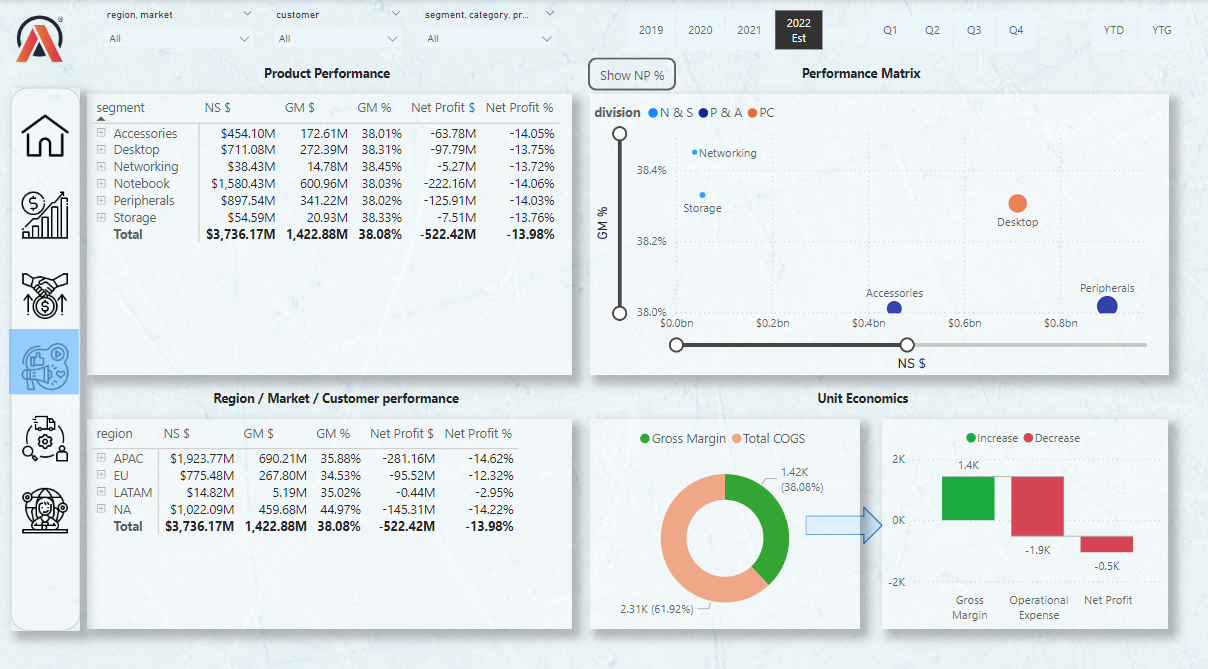 region, market customer segment, category, pr...
All All All
2019 2020 2021 2022 Est Q1 Q2 Q3 Q4 YTD YTG
Product Performance
segment NS $ GM $ GM % Net Profit $ Net Profit %
Accessories $454.10M 172.61M 38.01% -63.78M -14.05%
Desktop $711.08M 272.39M 38.31% -97.79M -13.75%
Networking $38.43M 14.78M 38.45% -5.27M -13.72%
Notebook $1,580.43M 600.96M 38.03% -222.16M -14.06%
Peripherals $897.54M 341.22M 38.02% -125.91M -14.03%
Storage $54.59M 20.93M 38.33% -7.51M -13.76%
Total $3,736.17M 1,422.88M 38.08% -522.42M -13.98%
Show NP %
Performance Matrix
division N & S P & A PC
Networking
38.4%
Storage
Desktop
GM %
38.2%
Accessories
Peripherals
38.0%
$0.0bn $0.2bn $0.4bn $0.6bn $0.8bn
NS $
Region / Market / Customer performance
region NS $ GM $ GM % Net Profit $ Net Profit %
APAC $1,923.77M 690.21M 35.88% -281.16M -14.62%
EU $775.48M 267.80M 34.53% -95.52M -12.32%
LATAM $14.82M 5.19M 35.02% -0.44M -2.95%
NA $1,022.09M 459.68M 44.97% -145.31M -14.22%
Total $3,736.17M 1,422.88M 38.08% -522.42M -13.98%
Unit Economics
Gross Margin Total COGS
1.42K
(38.08%)
2.31K (61.92%)
Increase Decrease
2K
1.4K
0K
-1.9K
-0.5K
-2K
Gross Margin
Operational Expense
Net Profit